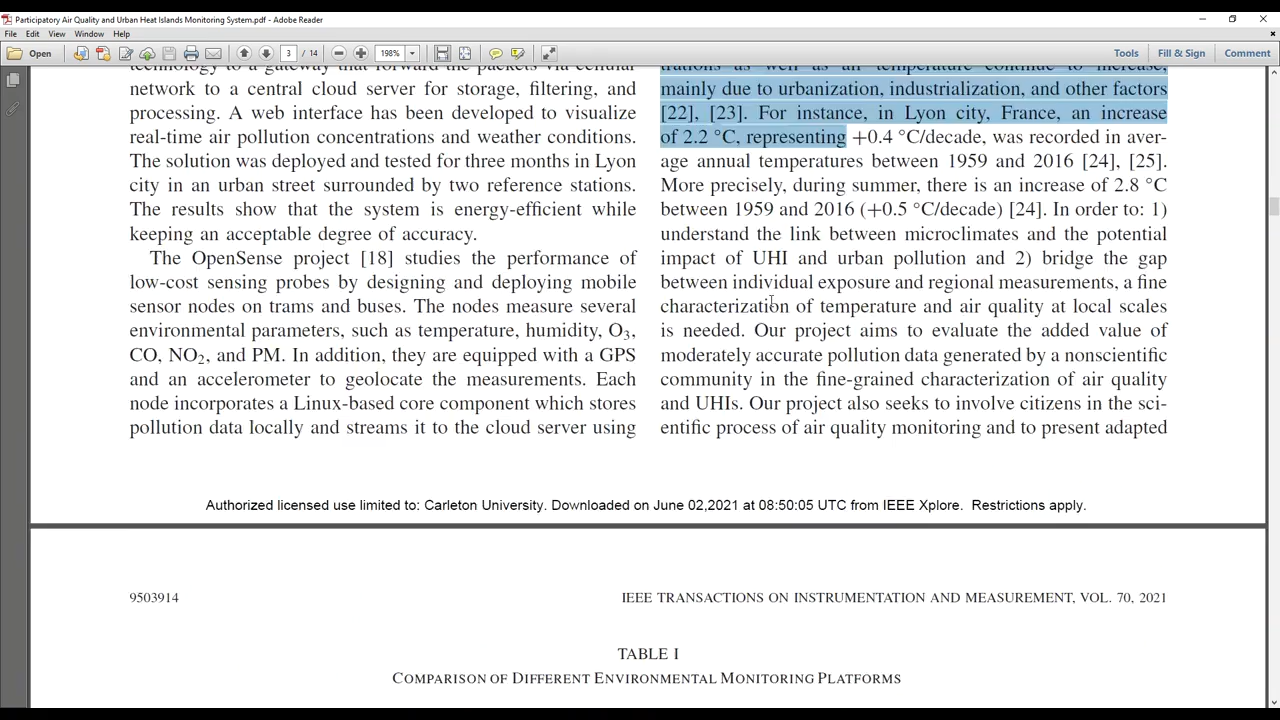 Participatory Air Quality and Urban Heat Islands Monitoring System.pdf - Adobe Reader
File Edit View Window Help
Open 3 / 14 198% Tools Fill & Sign Comment
technology to a gateway that forward the packets via cellular
network to a central cloud server for storage, filtering, and
processing. A web interface has been developed to visualize
real-time air pollution concentrations and weather conditions.
The solution was deployed and tested for three months in Lyon
city in an urban street surrounded by two reference stations.
The results show that the system is energy-efficient while
keeping an acceptable degree of accuracy.
The OpenSense project [18] studies the performance of
low-cost sensing probes by designing and deploying mobile
sensor nodes on trams and buses. The nodes measure several
environmental parameters, such as temperature, humidity, O₃,
CO, NO₂, and PM. In addition, they are equipped with a GPS
and an accelerometer to geolocate the measurements. Each
node incorporates a Linux-based core component which stores
pollution data locally and streams it to the cloud server using
trations as well as air temperature continue to increase,
mainly due to urbanization, industrialization, and other factors
[22], [23]. For instance, in Lyon city, France, an increase
of 2.2 °C, representing +0.4 °C/decade, was recorded in aver-
age annual temperatures between 1959 and 2016 [24], [25].
More precisely, during summer, there is an increase of 2.8 °C
between 1959 and 2016 (+0.5 °C/decade) [24]. In order to: 1)
understand the link between microclimates and the potential
impact of UHI and urban pollution and 2) bridge the gap
between individual exposure and regional measurements, a fine
characterization of temperature and air quality at local scales
is needed. Our project aims to evaluate the added value of
moderately accurate pollution data generated by a nonscientific
community in the fine-grained characterization of air quality
and UHIs. Our project also seeks to involve citizens in the sci-
entific process of air quality monitoring and to present adapted
Authorized licensed use limited to: Carleton University. Downloaded on June 02,2021 at 08:50:05 UTC from IEEE Xplore. Restrictions apply.
9503914 IEEE TRANSACTIONS ON INSTRUMENTATION AND MEASUREMENT, VOL. 70, 2021
TABLE I
COMPARISON OF DIFFERENT ENVIRONMENTAL MONITORING PLATFORMS